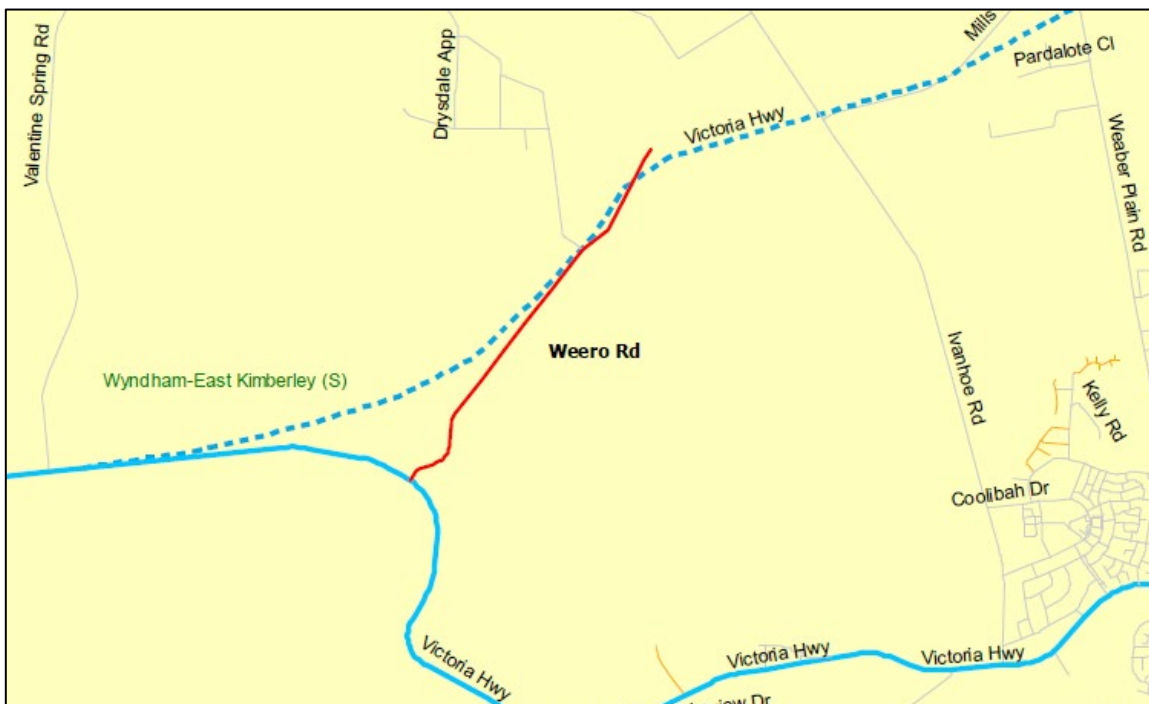 Valentine Spring Rd
Drysdale App
Mills
Pardalote Cl
Victoria Hwy
Weaber Plain Rd
Weero Rd
Wyndham-East Kimberley (S)
Ivanhoe Rd
Kelly Rd
Coolibah Dr
Victoria Hwy
Victoria Hwy
Victoria Hwy
Dr